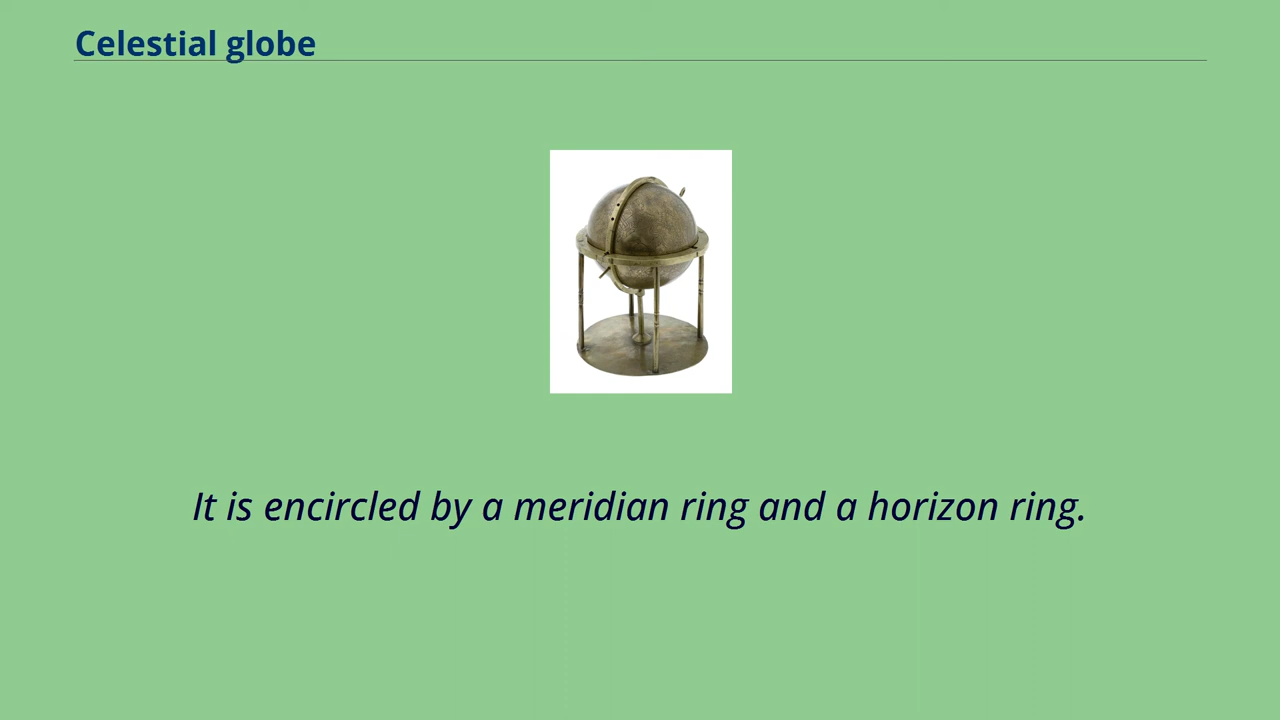 Celestial globe
It is encircled by a meridian ring and a horizon ring.